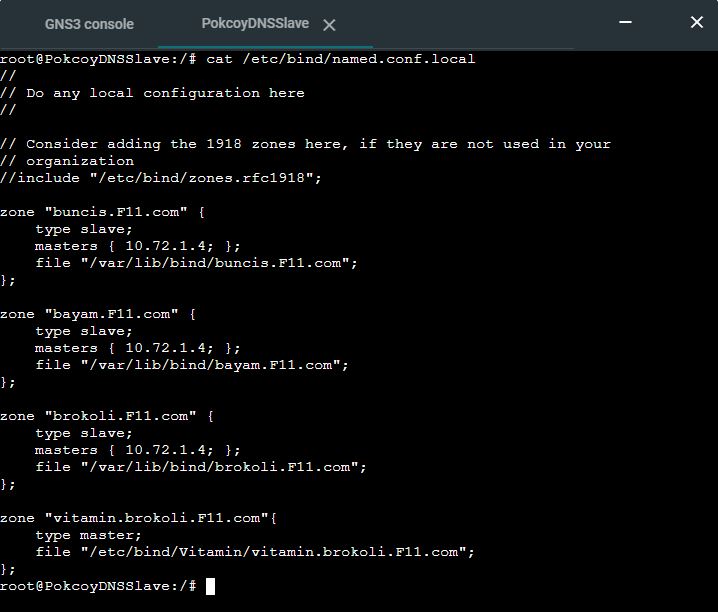 GNS3 console
PokcoyDNSSlave
root@PokcoyDNSSlave:/# cat /etc/bind/named.conf.local
//
// Do any local configuration here
//
// Consider adding the 1918 zones here, if they are not used in your
// organization
//include "/etc/bind/zones.rfc1918";
zone "buncis.F11.com" {
    type slave;
    masters { 10.72.1.4; };
    file "/var/lib/bind/buncis.F11.com";
};
zone "bayam.F11.com" {
    type slave;
    masters { 10.72.1.4; };
    file "/var/lib/bind/bayam.F11.com";
};
zone "brokoli.F11.com" {
    type slave;
    masters { 10.72.1.4; };
    file "/var/lib/bind/brokoli.F11.com";
};
zone "vitamin.brokoli.F11.com"{
    type master;
    file "/etc/bind/Vitamin/vitamin.brokoli.F11.com";
};
root@PokcoyDNSSlave:/#